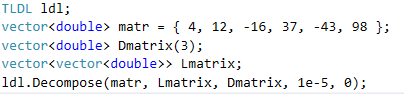 TLDL ldl;
vector<double> matr = { 4, 12, -16, 37, -43, 98 };
vector<double> Dmatrix(3);
vector<vector<double>> Lmatrix;
ldl.Decompose(matr, Lmatrix, Dmatrix, 1e-5, 0);